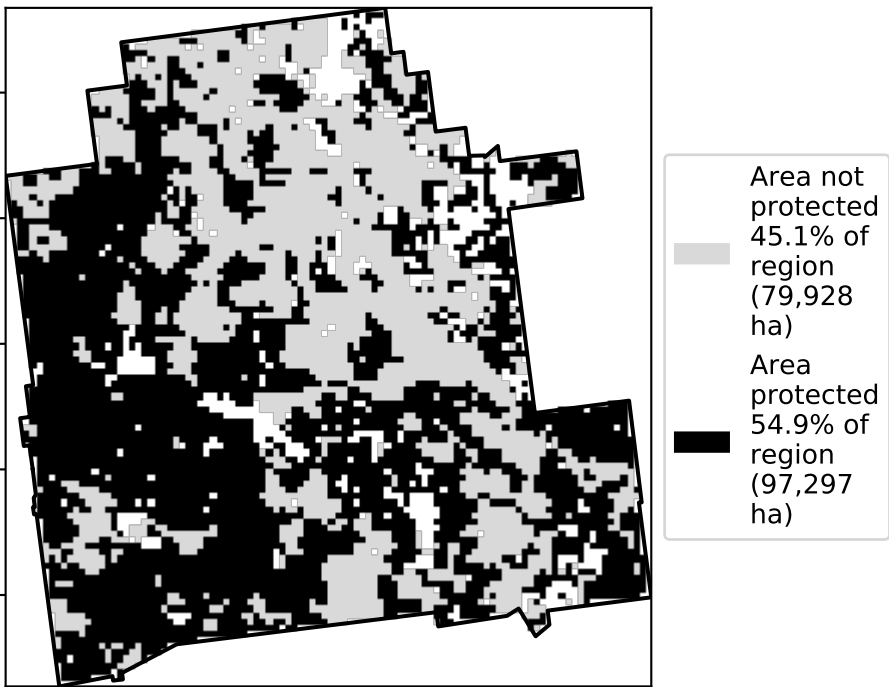 Area not
protected
45.1% of
region
(79,928
ha)
Area
protected
54.9% of
region
(97,297
ha)